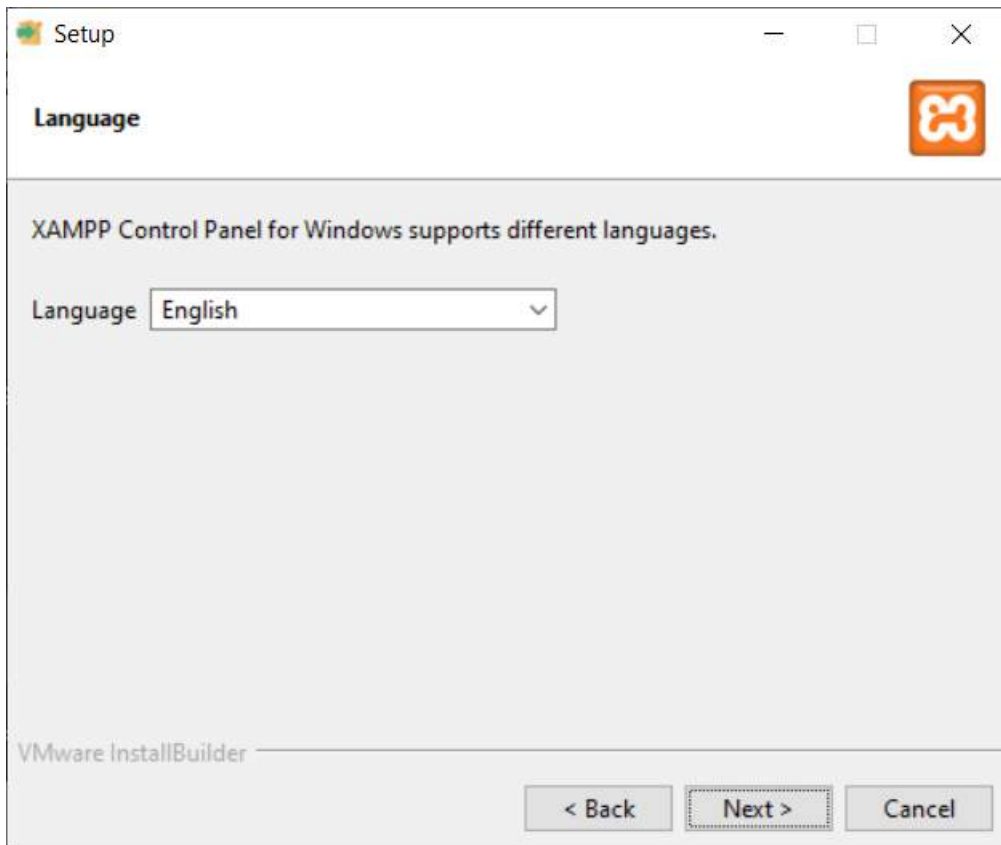 Setup
Language
XAMPP Control Panel for Windows supports different languages.
Language English
VMware InstallBuilder
< Back Next > Cancel